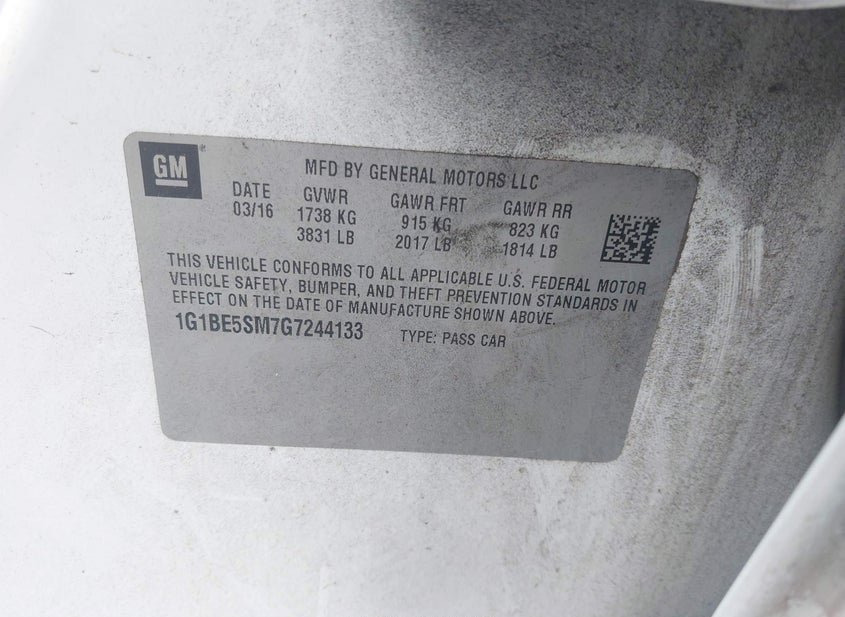 GM
MFD BY GENERAL MOTORS LLC
DATE GVWR GAWR FRT GAWR RR
03/16 1738 KG 915 KG 823 KG
3831 LB 2017 LB 1814 LB
THIS VEHICLE CONFORMS TO ALL APPLICABLE U.S. FEDERAL MOTOR
VEHICLE SAFETY, BUMPER, AND THEFT PREVENTION STANDARDS IN
EFFECT ON THE DATE OF MANUFACTURE SHOWN ABOVE.
1G1BE5SM7G7244133 TYPE: PASS CAR